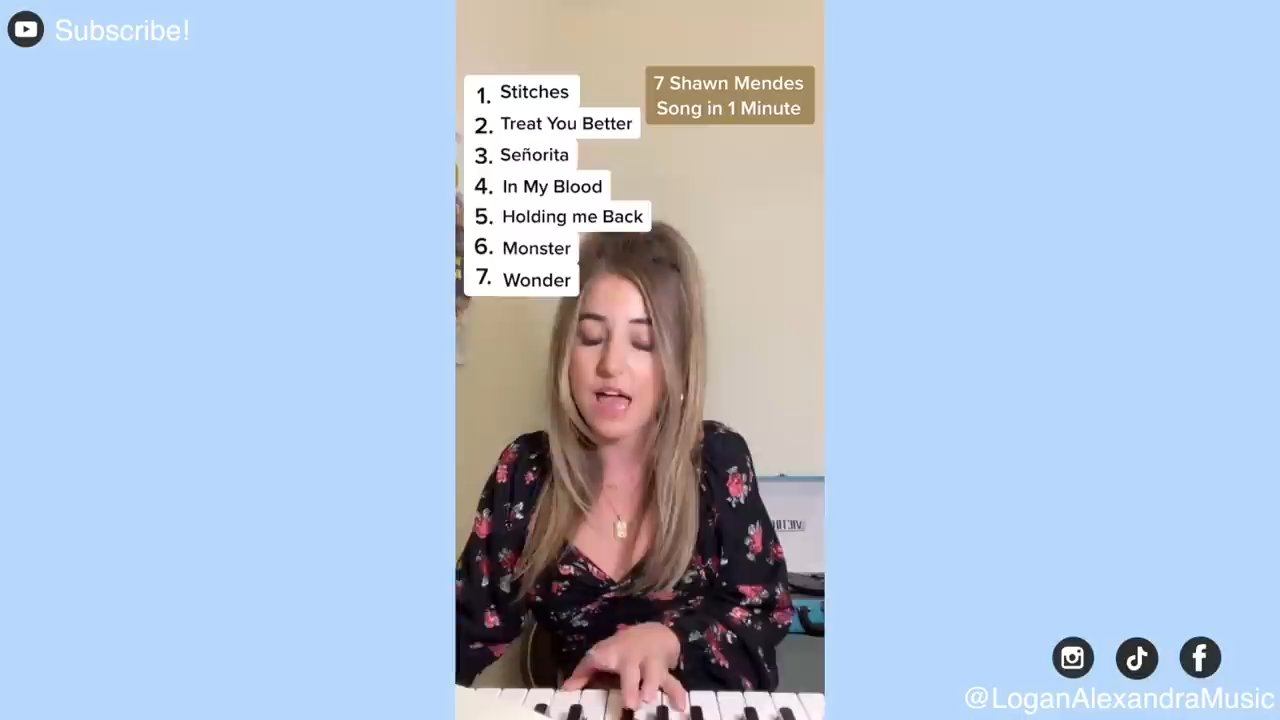 Subscribe!
7 Shawn Mendes
Song in 1 Minute
1. Stitches
2. Treat You Better
3. Señorita
4. In My Blood
5. Holding me Back
6. Monster
7. Wonder
@LoganAlexandraMusic